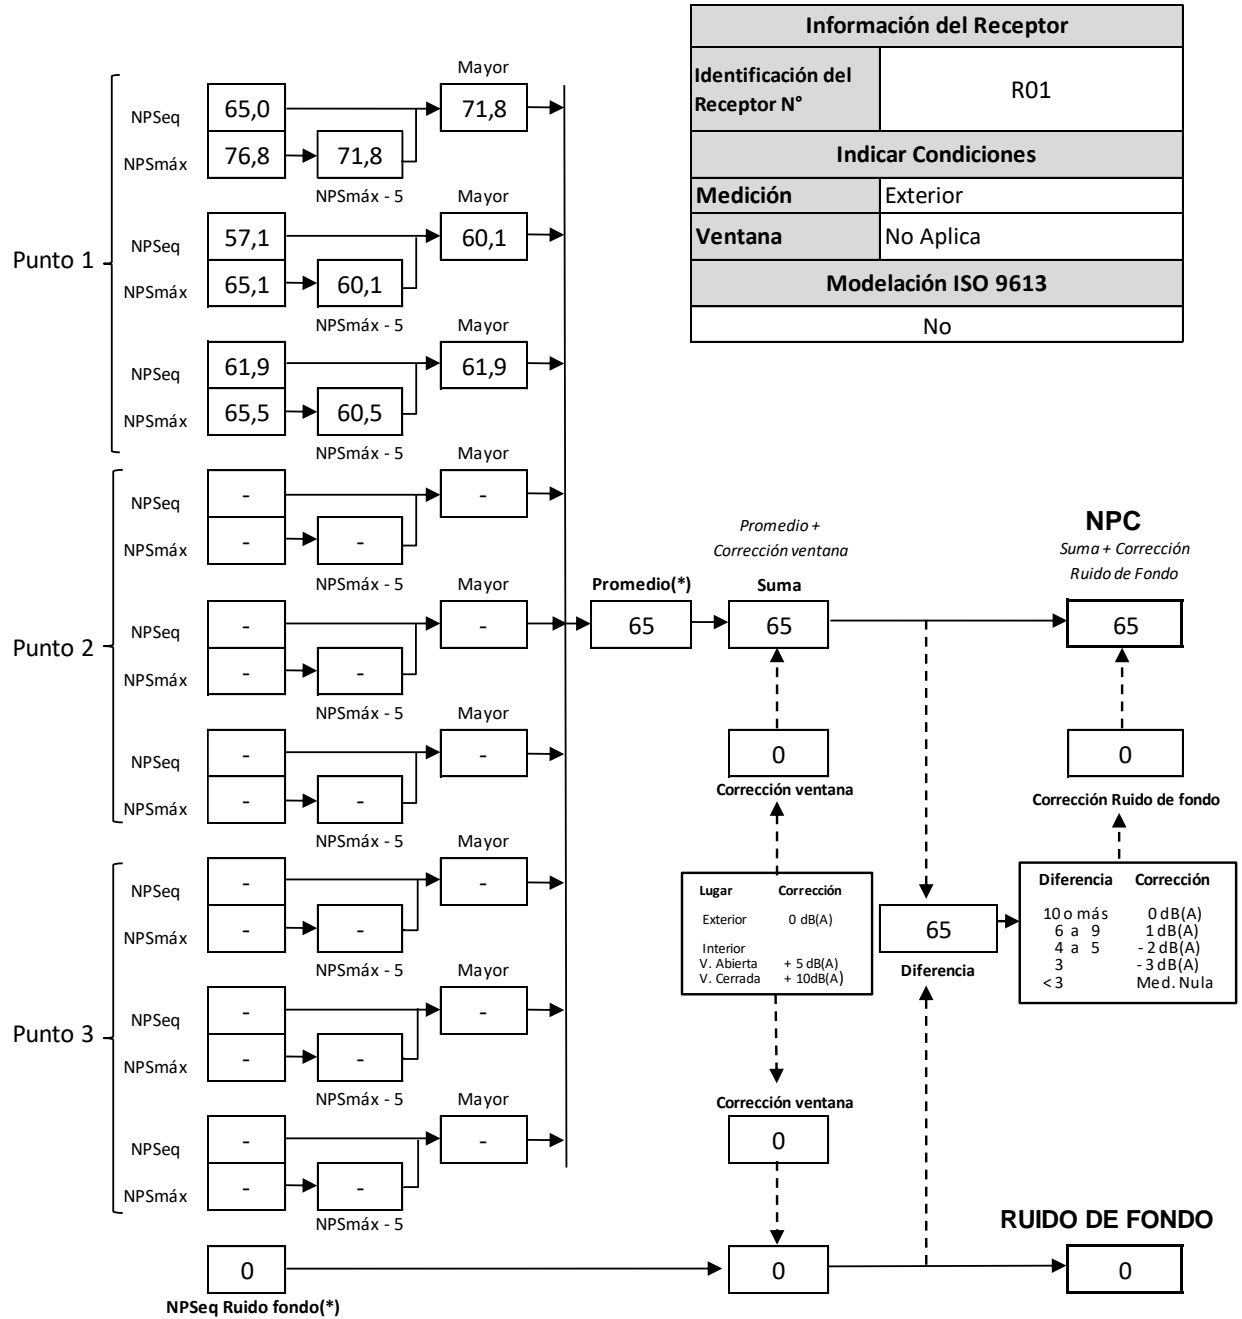 Información del Receptor
Identificación del
Receptor N°
R01
Indicar Condiciones
Medición Exterior
Ventana No Aplica
Modelación ISO 9613
No
Punto 1
Mayor
NPSeq 65,0 71,8
NPSmáx 76,8 71,8
NPSmáx - 5 Mayor
NPSeq 57,1 60,1
NPSmáx 65,1 60,1
NPSmáx - 5 Mayor
NPSeq 61,9 61,9
NPSmáx 65,5 60,5
NPSmáx - 5 Mayor
Punto 2
NPSeq - -
NPSmáx - -
NPSmáx - 5 Mayor
NPSeq - -
NPSmáx - -
NPSmáx - 5 Mayor
NPSeq - -
NPSmáx - -
NPSmáx - 5 Mayor
Punto 3
NPSeq - -
NPSmáx - -
NPSmáx - 5 Mayor
NPSeq - -
NPSmáx - -
NPSmáx - 5 Mayor
NPSeq - -
NPSmáx - -
NPSmáx - 5
0
NPSeq Ruido fondo(*)
Promedio(*)
65
Promedio +
Corrección ventana
Suma
65
0
Corrección ventana
Lugar Corrección
Exterior 0 dB(A)
Interior
V. Abierta + 5 dB(A)
V. Cerrada + 10dB(A)
Corrección ventana
0
0
65
Diferencia
NPC
Suma + Corrección
Ruido de Fondo
65
0
Corrección Ruido de fondo
Diferencia Corrección
10 o más 0 dB(A)
6 a 9 1 dB(A)
4 a 5 - 2 dB(A)
3 - 3 dB(A)
< 3 Med. Nula
RUIDO DE FONDO
0